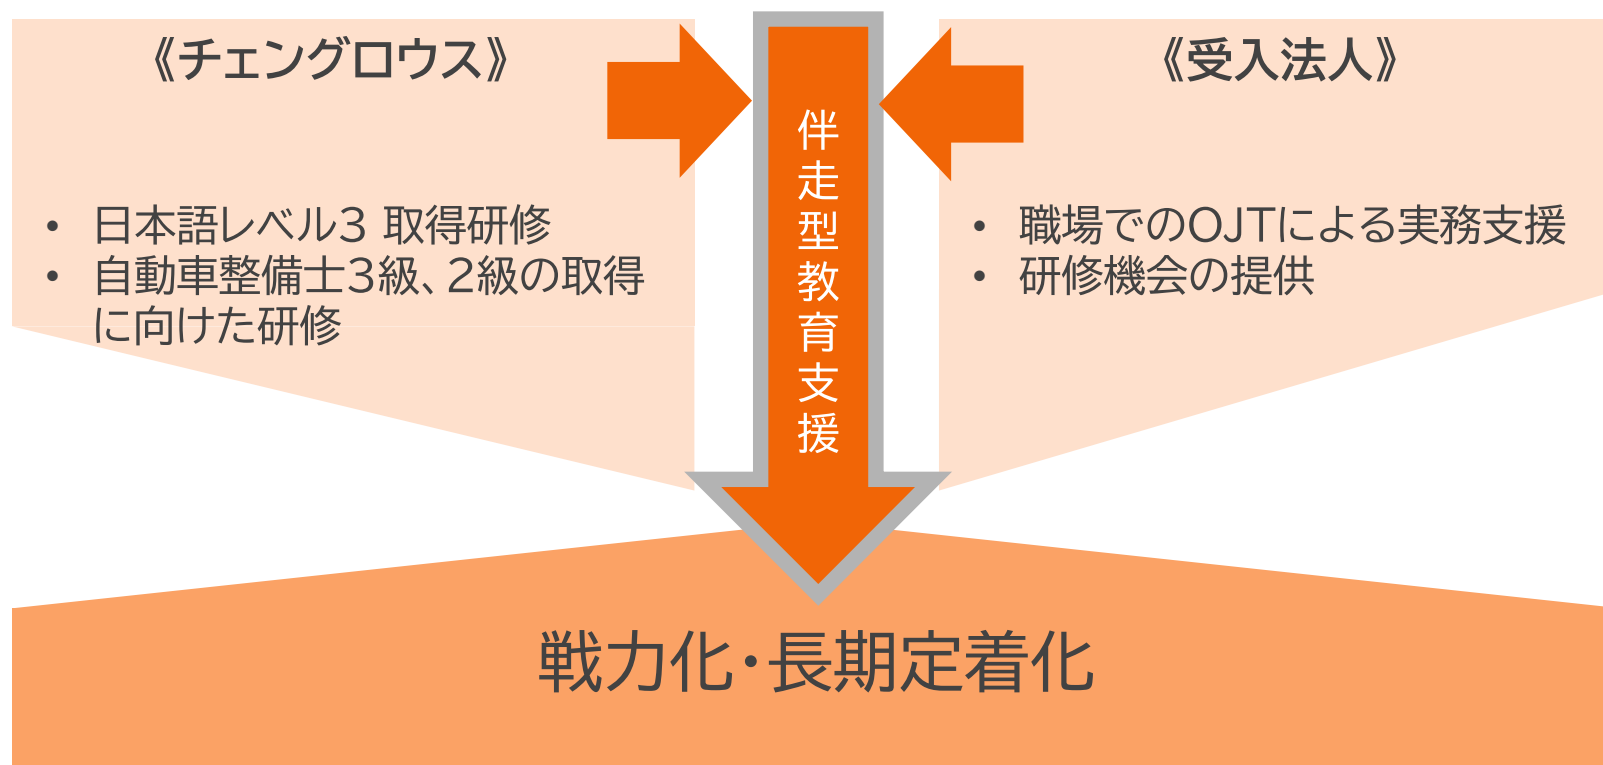 《チェングロウス》
• 日本語レベル3 取得研修
• 自動車整備士3級、2級の取得
に向けた研修
伴走型教育支援
《受入法人》
• 職場でのOJTによる実務支援
• 研修機会の提供
戦力化・長期定着化